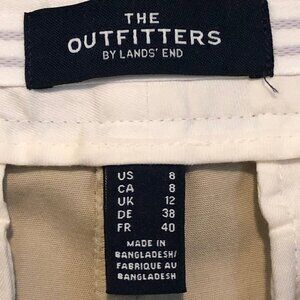 THE
OUTFITTERS
BY LANDS' END
US 8
CA 8
UK 12
DE 38
FR 40
MADE IN
BANGLADESH/
FABRIQUE AU
BANGLADESH